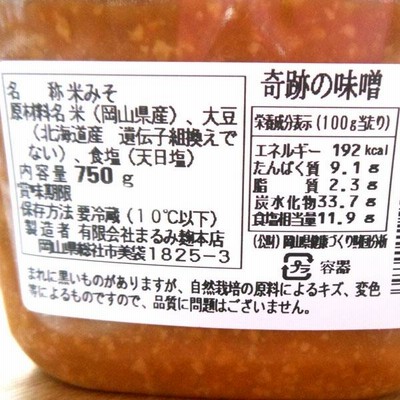 名　称 米みそ
原材料名 米（岡山県産）、大豆
（北海道産　遺伝子組換えで
ない）、食塩（天日塩）
内容量 750 g
賞味期限
保存方法 要冷蔵（10℃以下）
製造者 有限会社まるみ麹本店
岡山県総社市美袋1825-3
奇跡の味噌
栄養成分表示（100g当たり）
エネルギー 192kcal
たんぱく質 9.1g
脂　質 2.3g
炭水化物 33.7g
食塩相当量 11.9g
（公財）岡山県健康づくり財団分析
プラ 容器
まれに黒いものがありますが、自然栽培の原料によるキズ、変色
等によるものですので、品質に問題はございません。